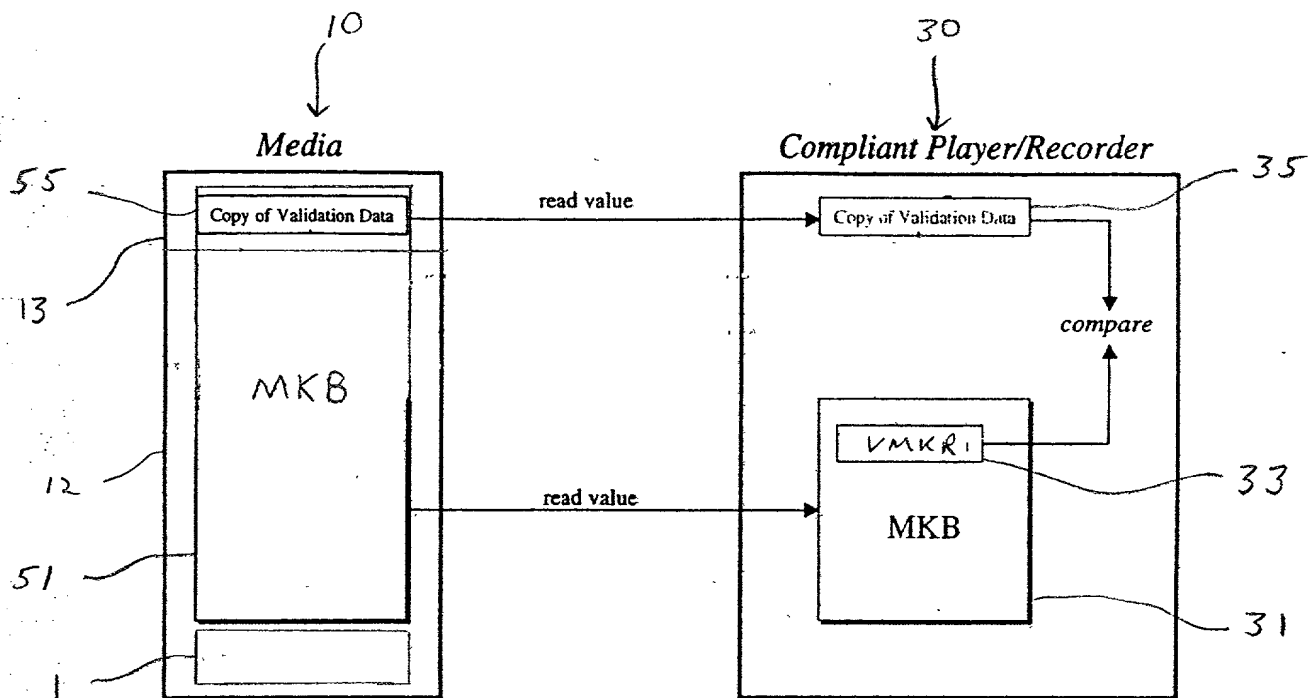 10
30
Media
Compliant Player/Recorder
55
35
Copy of Validation Data
read value
Copy of Validation Data
13
compare
MKB
VMKR1
12
33
read value
MKB
51
31
1